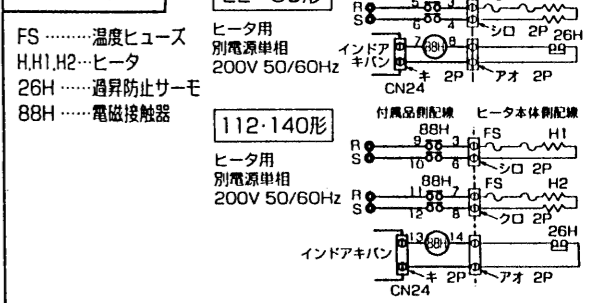 FS ………温度ヒューズ
H,H1,H2…ヒータ
26H ……過昇防止サーモ
88H ……電磁接触器
ヒータ用
別電源単相
200V 50/60Hz
R
S
5 3
6 4
シロ 2P
26H
インドア
キバン
7 88H 8
キ 2P
アオ 2P
CN24
112·140形
ヒータ用
別電源単相
200V 50/60Hz
付属品側配線
ヒータ本体側配線
88H
FS
H1
R
9 3
S
10 6
シロ 2P
88H
FS
H2
R
11 7
S
12 8
クロ 2P
26H
インドアキバン
13 88H 14
キ 2P
アオ 2P
CN24